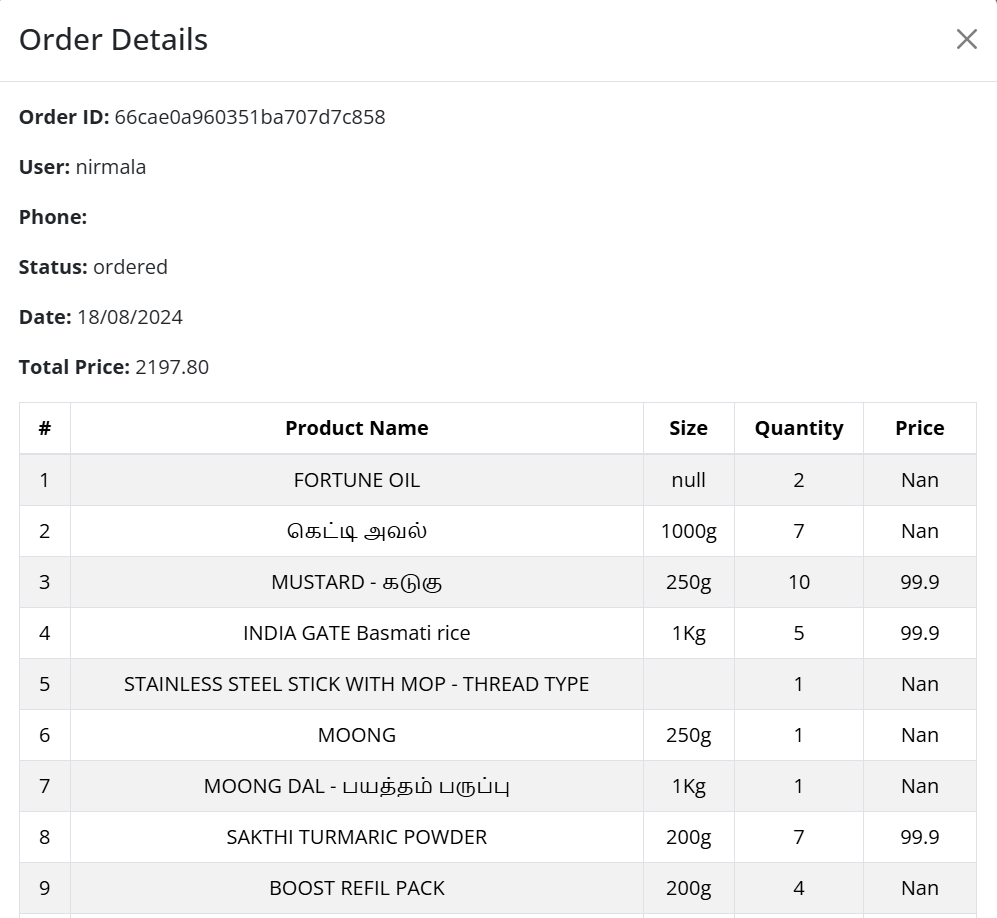 Order Details
Order ID: 66cae0a960351ba707d7c858
User: nirmala
Phone:
Status: ordered
Date: 18/08/2024
Total Price: 2197.80
# Product Name Size Quantity Price
1 FORTUNE OIL null 2 Nan
2 கெட்டி அவல் 1000g 7 Nan
3 MUSTARD - கடுகு 250g 10 99.9
4 INDIA GATE Basmati rice 1Kg 5 99.9
5 STAINLESS STEEL STICK WITH MOP - THREAD TYPE 1 Nan
6 MOONG 250g 1 Nan
7 MOONG DAL - பயத்தம் பருப்பு 1Kg 1 Nan
8 SAKTHI TURMARIC POWDER 200g 7 99.9
9 BOOST REFIL PACK 200g 4 Nan